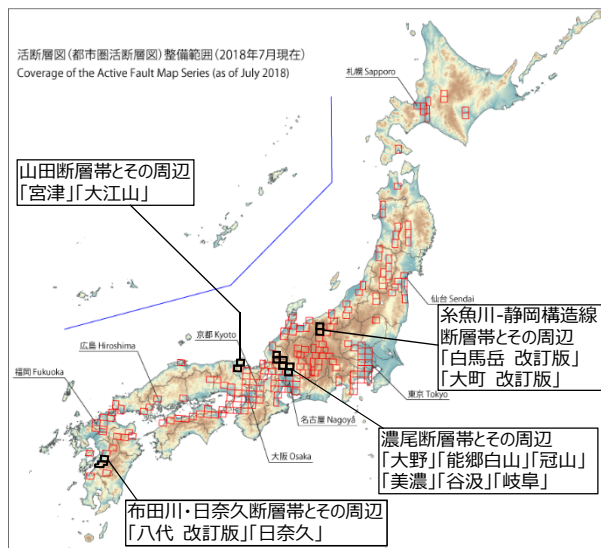 活断層図(都市圏活断層図)整備範囲(2018年7月現在)
Coverage of the Active Fault Map Series (as of July 2018)
札幌 Sapporo
山田断層帯とその周辺
「宮津」「大江山」
仙台 Sendai
糸魚川-静岡構造線
断層帯とその周辺
「白馬岳 改訂版」
「大町 改訂版」
京都 Kyoto
広島 Hiroshima
福岡 Fukuoka
東京 Tokyo
名古屋 Nagoya
大阪 Osaka
濃尾断層帯とその周辺
「大野」「能郷白山」「冠山」
「美濃」「谷汲」「岐阜」
布田川・日奈久断層帯とその周辺
「八代 改訂版」「日奈久」